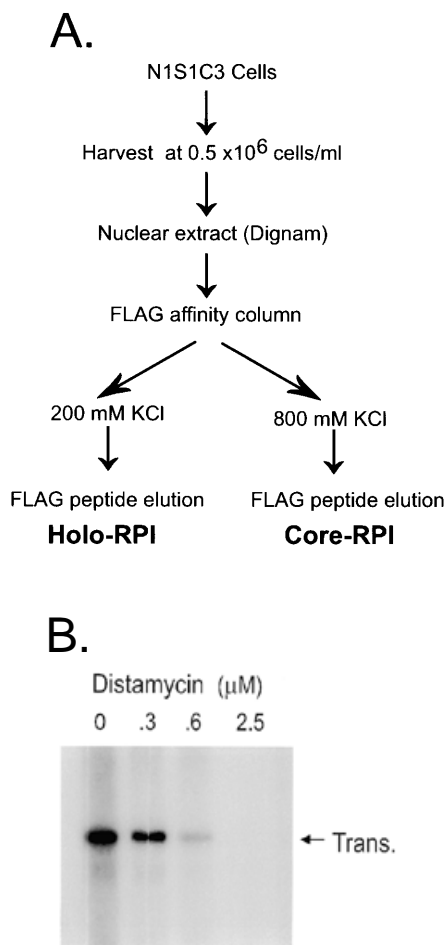 A.
N1S1C3 Cells
Harvest at 0.5 x10^6 cells/ml
Nuclear extract (Dignam)
FLAG affinity column
200 mM KCl
800 mM KCl
FLAG peptide elution
FLAG peptide elution
Holo-RPI
Core-RPI
B.
Distamycin (μM)
0 .3 .6 2.5
← Trans.